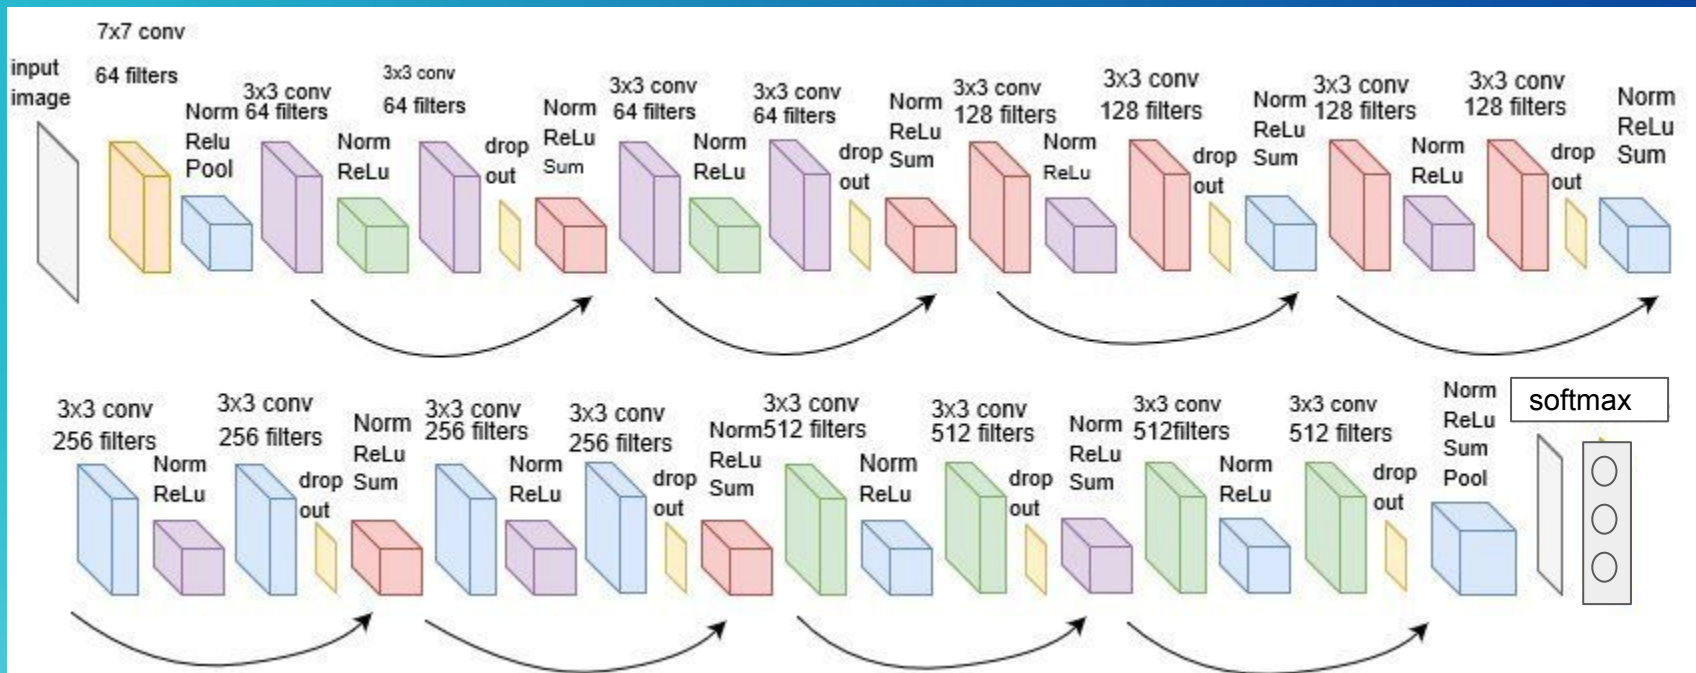 input
image
7x7 conv
64 filters
Norm
Relu
Pool
3x3 conv
64 filters
Norm
ReLu
3x3 conv
64 filters
drop
out
Norm
ReLu
Sum
3x3 conv
64 filters
Norm
ReLu
3x3 conv
64 filters
drop
out
Norm
ReLu
Sum
3x3 conv
128 filters
Norm
ReLu
3x3 conv
128 filters
drop
out
Norm
ReLu
Sum
3x3 conv
128 filters
Norm
ReLu
3x3 conv
128 filters
drop
out
Norm
ReLu
Sum
3x3 conv
256 filters
Norm
ReLu
3x3 conv
256 filters
drop
out
Norm
ReLu
Sum
3x3 conv
256 filters
Norm
ReLu
3x3 conv
256 filters
drop
out
Norm
ReLu
Sum
3x3 conv
512 filters
Norm
ReLu
3x3 conv
512 filters
drop
out
Norm
ReLu
Sum
3x3 conv
512filters
Norm
ReLu
3x3 conv
512 filters
drop
out
Norm
ReLu
Sum
Pool
softmax